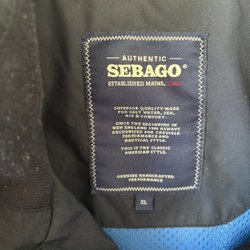 AUTHENTIC
SEBAGO®
ESTABLISHED MAINE.
SUPERIOR QUALITY MADE
FOR SALT WATER, SEA,
AIR & COMFORT.
SINCE THE BEGINNING IN
NEW ENGLAND 1946 ALWAYS
RECOGNIZED FOR CREDIBLE
PERFORMANCE AND
NAUTICAL STYLE.
THIS IS THE CLASSIC
AMERICAN STYLE.
GENUINE HANDCRAFTED
PERFORMANCE
XL